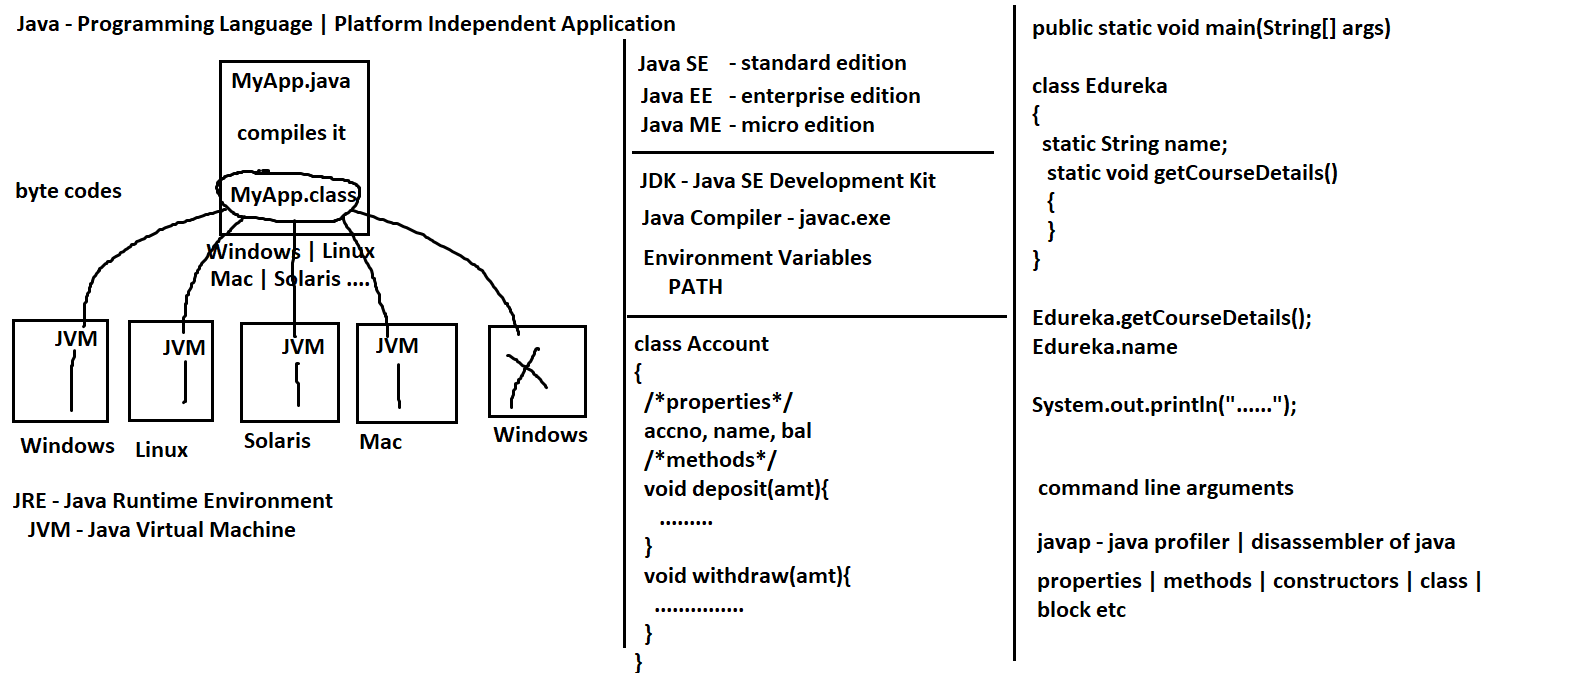 Java - Programming Language | Platform Independent Application
MyApp.java
compiles it
byte codes
MyApp.class
Windows | Linux
Mac | Solaris ....
JVM
JVM
JVM
JVM
Windows
Linux
Solaris
Mac
Windows
JRE - Java Runtime Environment
JVM - Java Virtual Machine
Java SE - standard edition
Java EE - enterprise edition
Java ME - micro edition
JDK - Java SE Development Kit
Java Compiler - javac.exe
Environment Variables
PATH
class Account
{
/*properties*/
accno, name, bal
/*methods*/
void deposit(amt){
.........
}
void withdraw(amt){
...............
}
}
public static void main(String[] args)
class Edureka
{
static String name;
static void getCourseDetails()
{
}
}
Edureka.getCourseDetails();
Edureka.name
System.out.println("......");
command line arguments
javap - java profiler | disassembler of java
properties | methods | constructors | class |
block etc